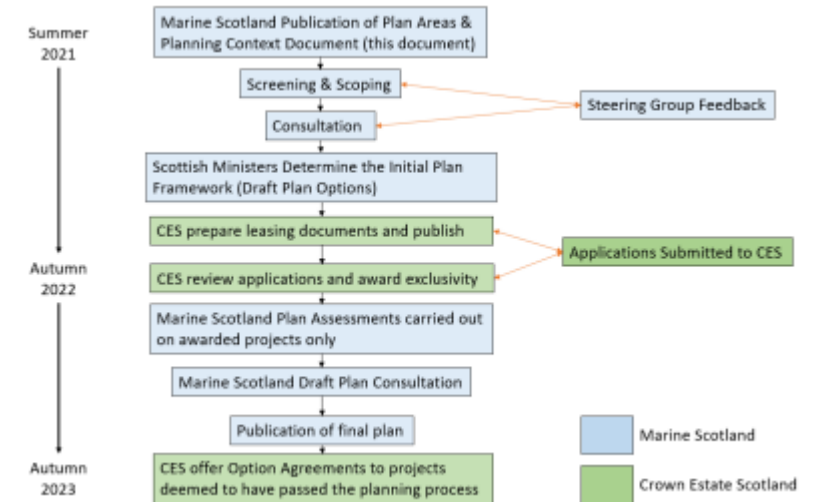 Summer
2021
Marine Scotland Publication of Plan Areas &
Planning Context Document (this document)
Screening & Scoping
Steering Group Feedback
Consultation
Scottish Ministers Determine the Initial Plan
Framework (Draft Plan Options)
CES prepare leasing documents and publish
Applications Submitted to CES
Autumn
2022
CES review applications and award exclusivity
Marine Scotland Plan Assessments carried out
on awarded projects only
Marine Scotland Draft Plan Consultation
Publication of final plan
Marine Scotland
Autumn
2023
CES offer Option Agreements to projects
deemed to have passed the planning process
Crown Estate Scotland